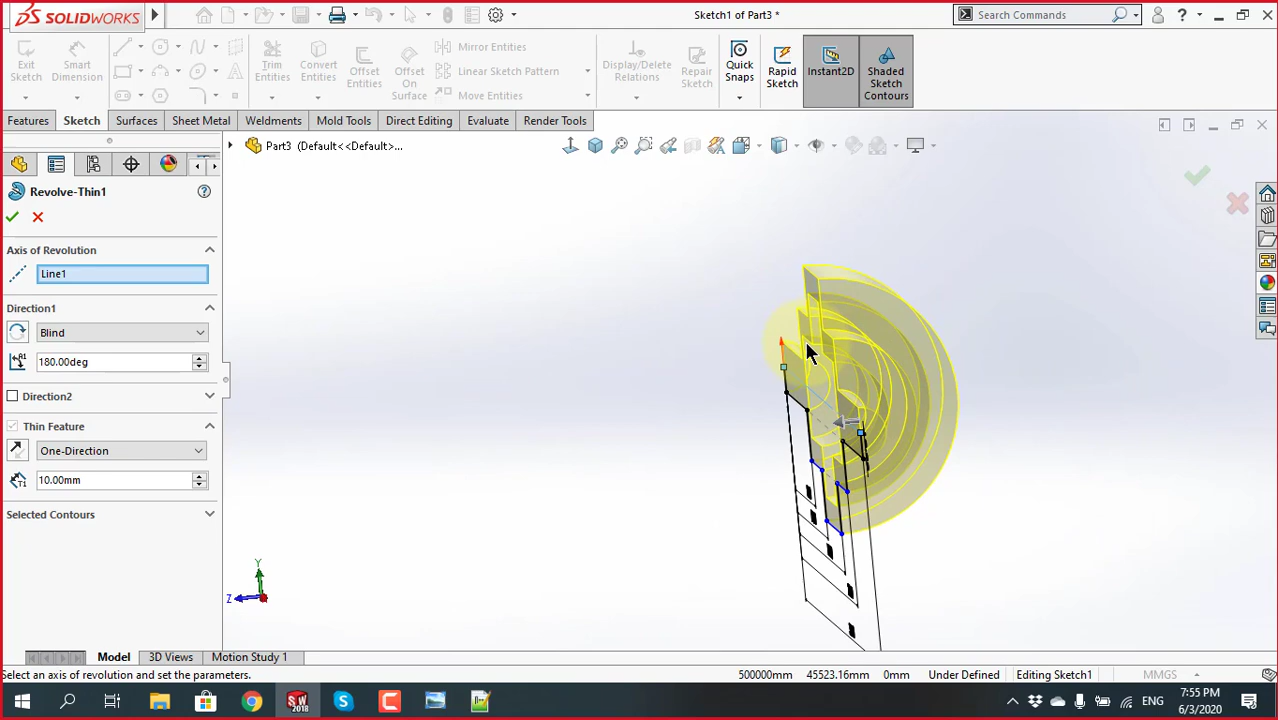 SOLIDWORKS
Sketch1 of Part3 *
Search Commands
Exit Sketch
Smart Dimension
Trim Entities
Convert Entities
Offset Entities
Offset On Surface
Mirror Entities
Linear Sketch Pattern
Move Entities
Display/Delete Relations
Repair Sketch
Quick Snaps
Rapid Sketch
Instant2D
Shaded Sketch Contours
Features
Sketch
Surfaces
Sheet Metal
Weldments
Mold Tools
Direct Editing
Evaluate
Render Tools
Part3 (Default<<Default>...
Revolve-Thin1
Axis of Revolution
Line1
Direction1
Blind
180.00deg
Direction2
Thin Feature
One-Direction
10.00mm
Selected Contours
Y
Z
Model
3D Views
Motion Study 1
Select an axis of revolution and set the parameters.
500000mm
45523.16mm
0mm
Under Defined
Editing Sketch1
MMGS
SW
2018
ENG
7:55 PM
6/3/2020